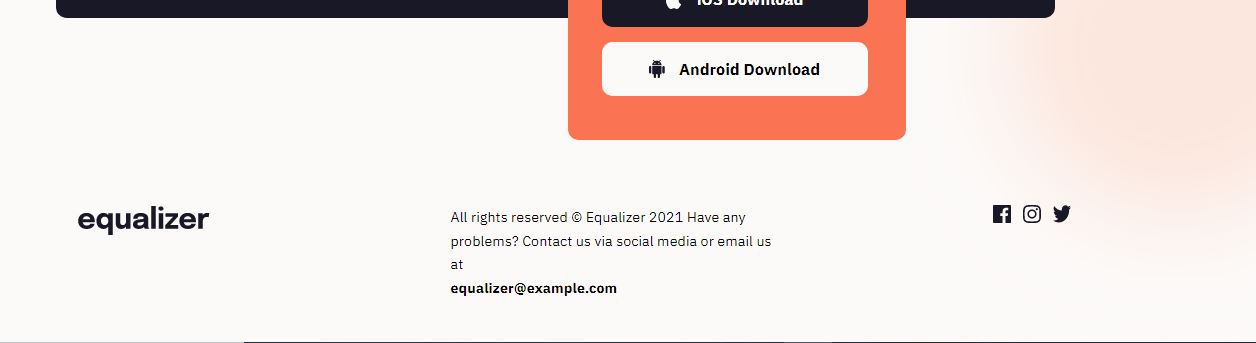 iOS Download
Android Download
equalizer
All rights reserved © Equalizer 2021 Have any
problems? Contact us via social media or email us
at
equalizer@example.com